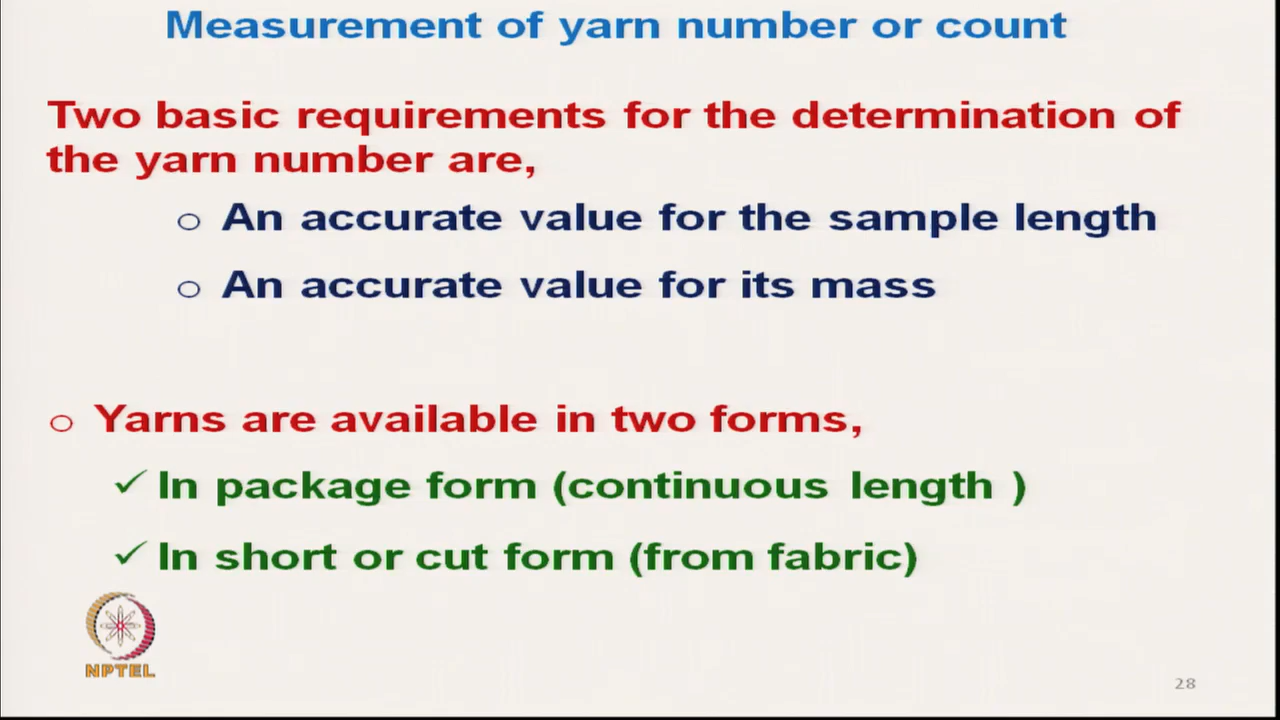 Measurement of yarn number or count
Two basic requirements for the determination of
the yarn number are,
o An accurate value for the sample length
o An accurate value for its mass
o Yarns are available in two forms,
✓ In package form (continuous length )
✓ In short or cut form (from fabric)
NPTEL
28